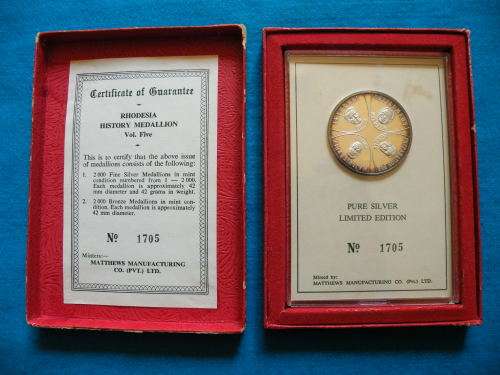 Certificate of Guarantee
RHODESIA
HISTORY MEDALLION
Vol. Five
This is to certify that the above issue
of medallions consists of the following:
1. 2 000 Fine Silver Medallions in mint
condition numbered from 1 — 2 000.
Each medallion is approximately 42
mm diameter and 42 grams in weight.
2. 2 000 Bronze Medallions in mint con-
dition. Each medallion is approximately
42 mm diameter.
No 1705
Minters:—
MATTHEWS MANUFACTURING
CO. (PVT.) LTD.
PURE SILVER
LIMITED EDITION
No 1705
Minted by:
MATTHEWS MANUFACTURING CO. (PVT.) LTD.